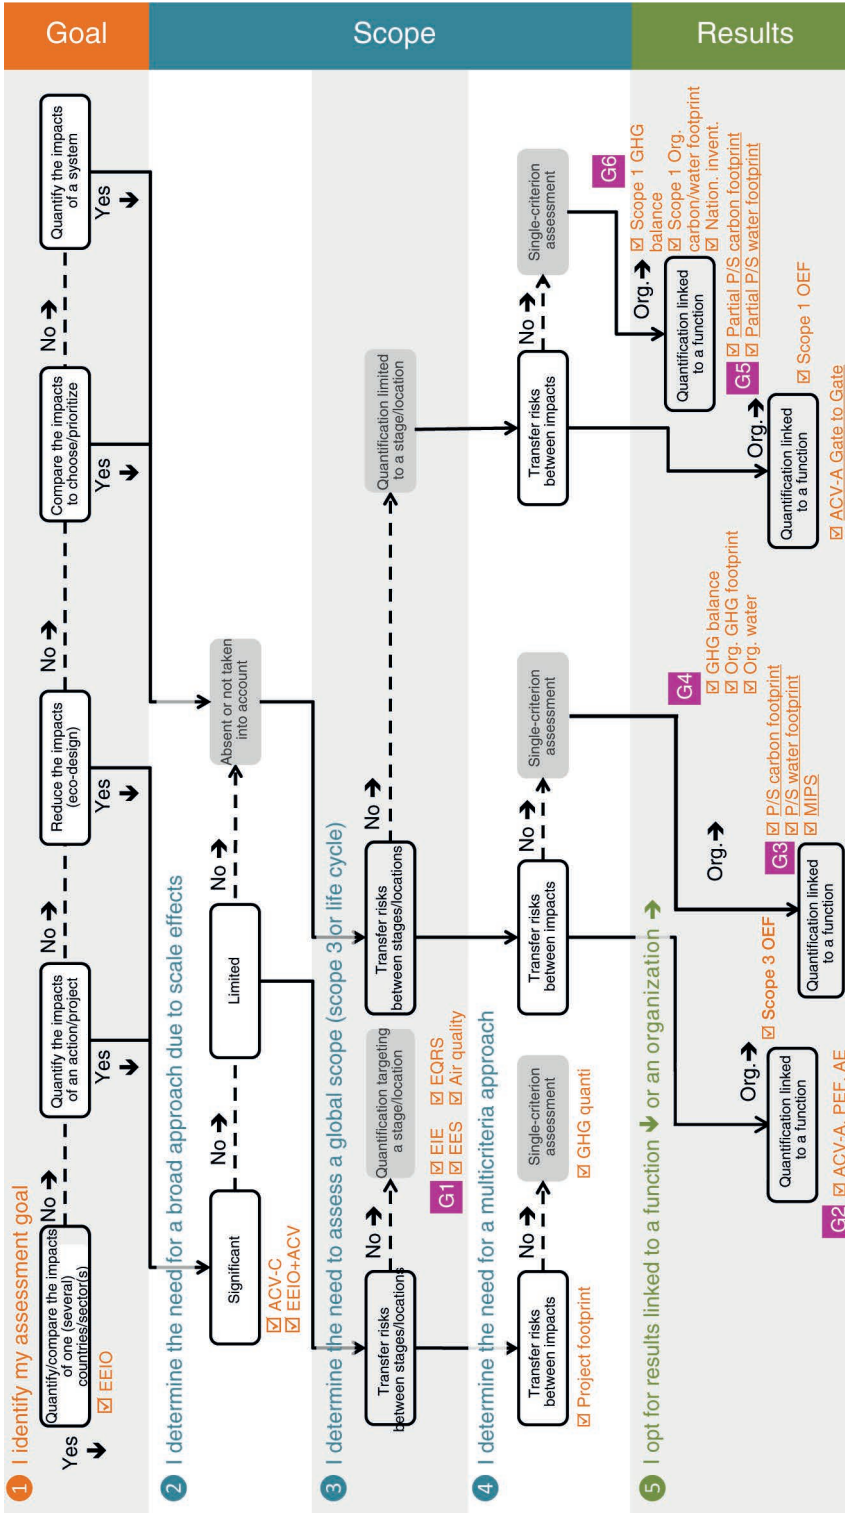 Goal
Scope
Results
1 I identify my assessment goal
Quantify/compare the impacts
of one (several)
countries/sector(s)
Yes
No
☑ EEIO
Quantify the impacts
of an action/project
Yes
No
Reduce the impacts
(eco-design)
Yes
No
Compare the impacts
to choose/prioritize
Yes
No
Quantify the impacts
of a system
Yes
2 I determine the need for a broad approach due to scale effects
Significant
☑ ACV-C
☑ EEIO+ACV
No
Limited
No
Absent or not taken
into account
3 I determine the need to assess a global scope (scope 3 or life cycle)
Transfer risks
between stages/locations
No
Quantification targeting
a stage/location
G1
☑ EIE
☑ EQRS
☑ EES
☑ Air quality
Transfer risks
between stages/locations
No
Quantification limited
to a stage/location
4 I determine the need for a multicriteria approach
Transfer risks
between impacts
☑ Project footprint
No
Single-criterion
assessment
☑ GHG quanti
Transfer risks
between impacts
No
Single-criterion
assessment
Transfer risks
between impacts
No
Single-criterion
assessment
5 I opt for results linked to a function or an organization
Quantification linked
to a function
Org.
☑ Scope 3 OEF
G2
☑ ACV-A, PEF, AE
Quantification linked
to a function
Org.
G4
☑ GHG balance
☑ Org. GHG footprint
☑ Org. water
G3
☑ P/S carbon footprint
☑ P/S water footprint
☑ MIPS
Quantification linked
to a function
Org.
☑ Scope 1 OEF
☑ ACV-A Gate to Gate
Quantification linked
to a function
Org.
G6
☑ Scope 1 GHG
balance
☑ Scope 1 Org.
carbon/water footprint
☑ Nation. invent.
G5
☑ Partial P/S carbon footprint
☑ Partial P/S water footprint